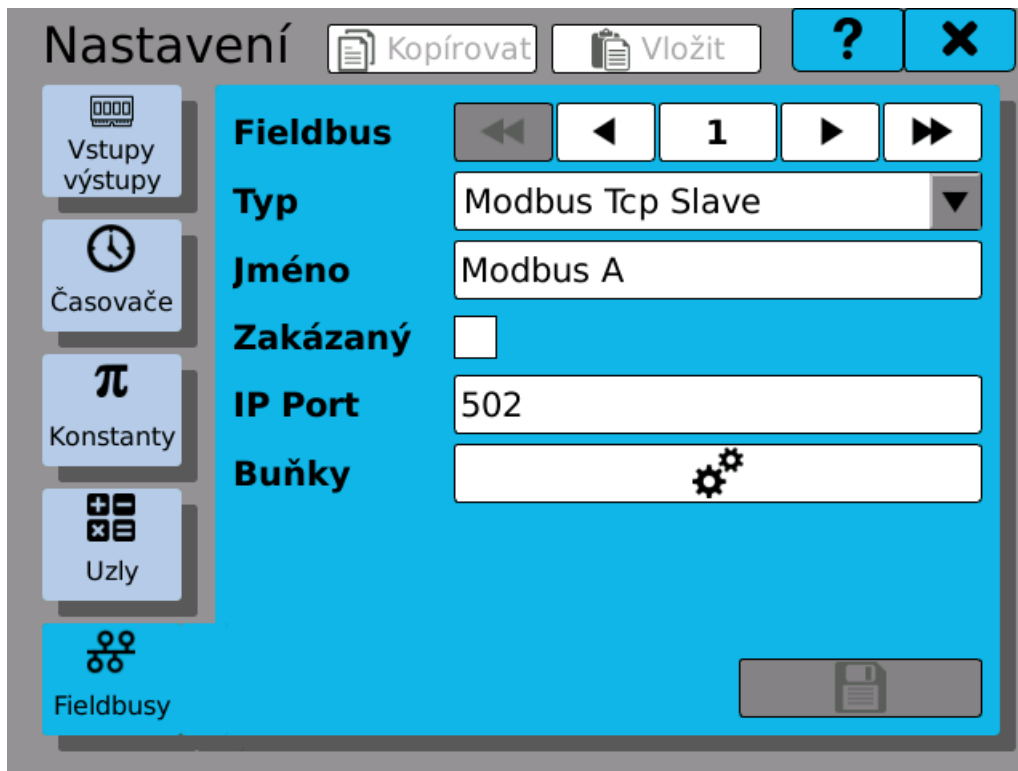 Nastavení
Kopírovat
Vložit
?
Vstupy
výstupy
Časovače
π
Konstanty
Uzly
Fieldbusy
Fieldbus
1
Typ
Modbus Tcp Slave
Jméno
Modbus A
Zakázaný
IP Port
502
Buňky